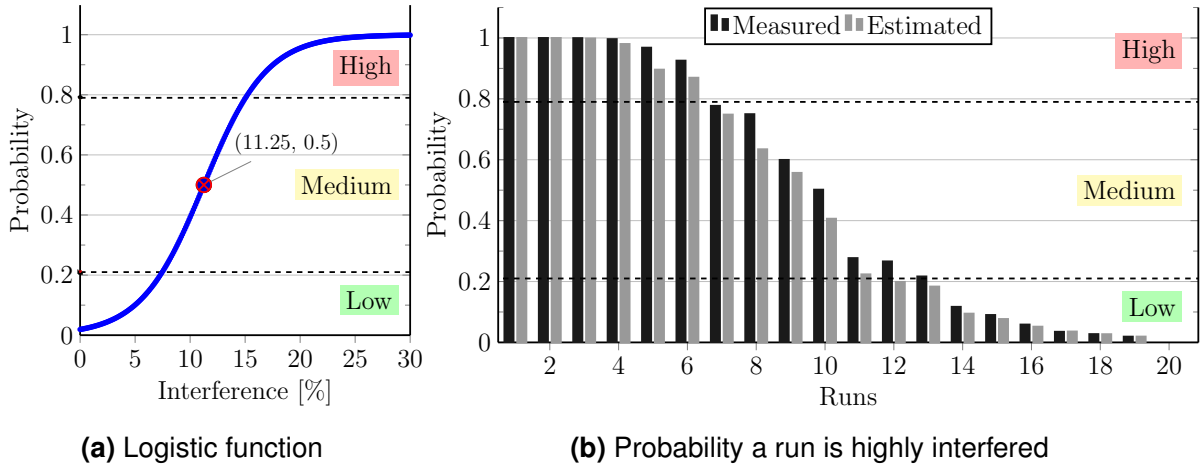 1
0.8
0.6
0.4
0.2
0
Probability
High
(11.25, 0.5)
Medium
Low
0 5 10 15 20 25 30
Interference [%]
(a) Logistic function
Measured Estimated
1
0.8
0.6
0.4
0.2
0
Probability
High
Medium
Low
2 4 6 8 10 12 14 16 18 20
Runs
(b) Probability a run is highly interfered